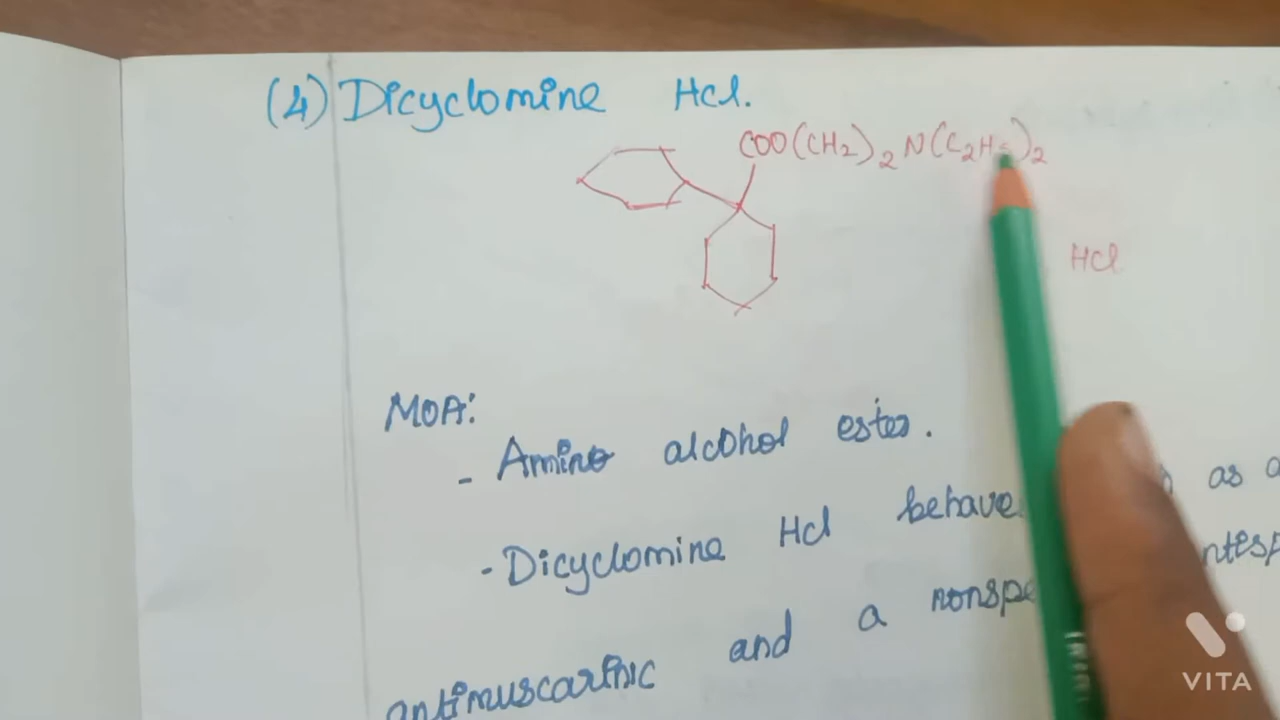 (4) Dicyclomine Hcl.
COO(CH2)2 N(C2H5)2
Hcl
MOA:
- Amino alcohol ester.
- Dicyclomine Hcl behave as a
antimuscarinic and a nonspe
VITA